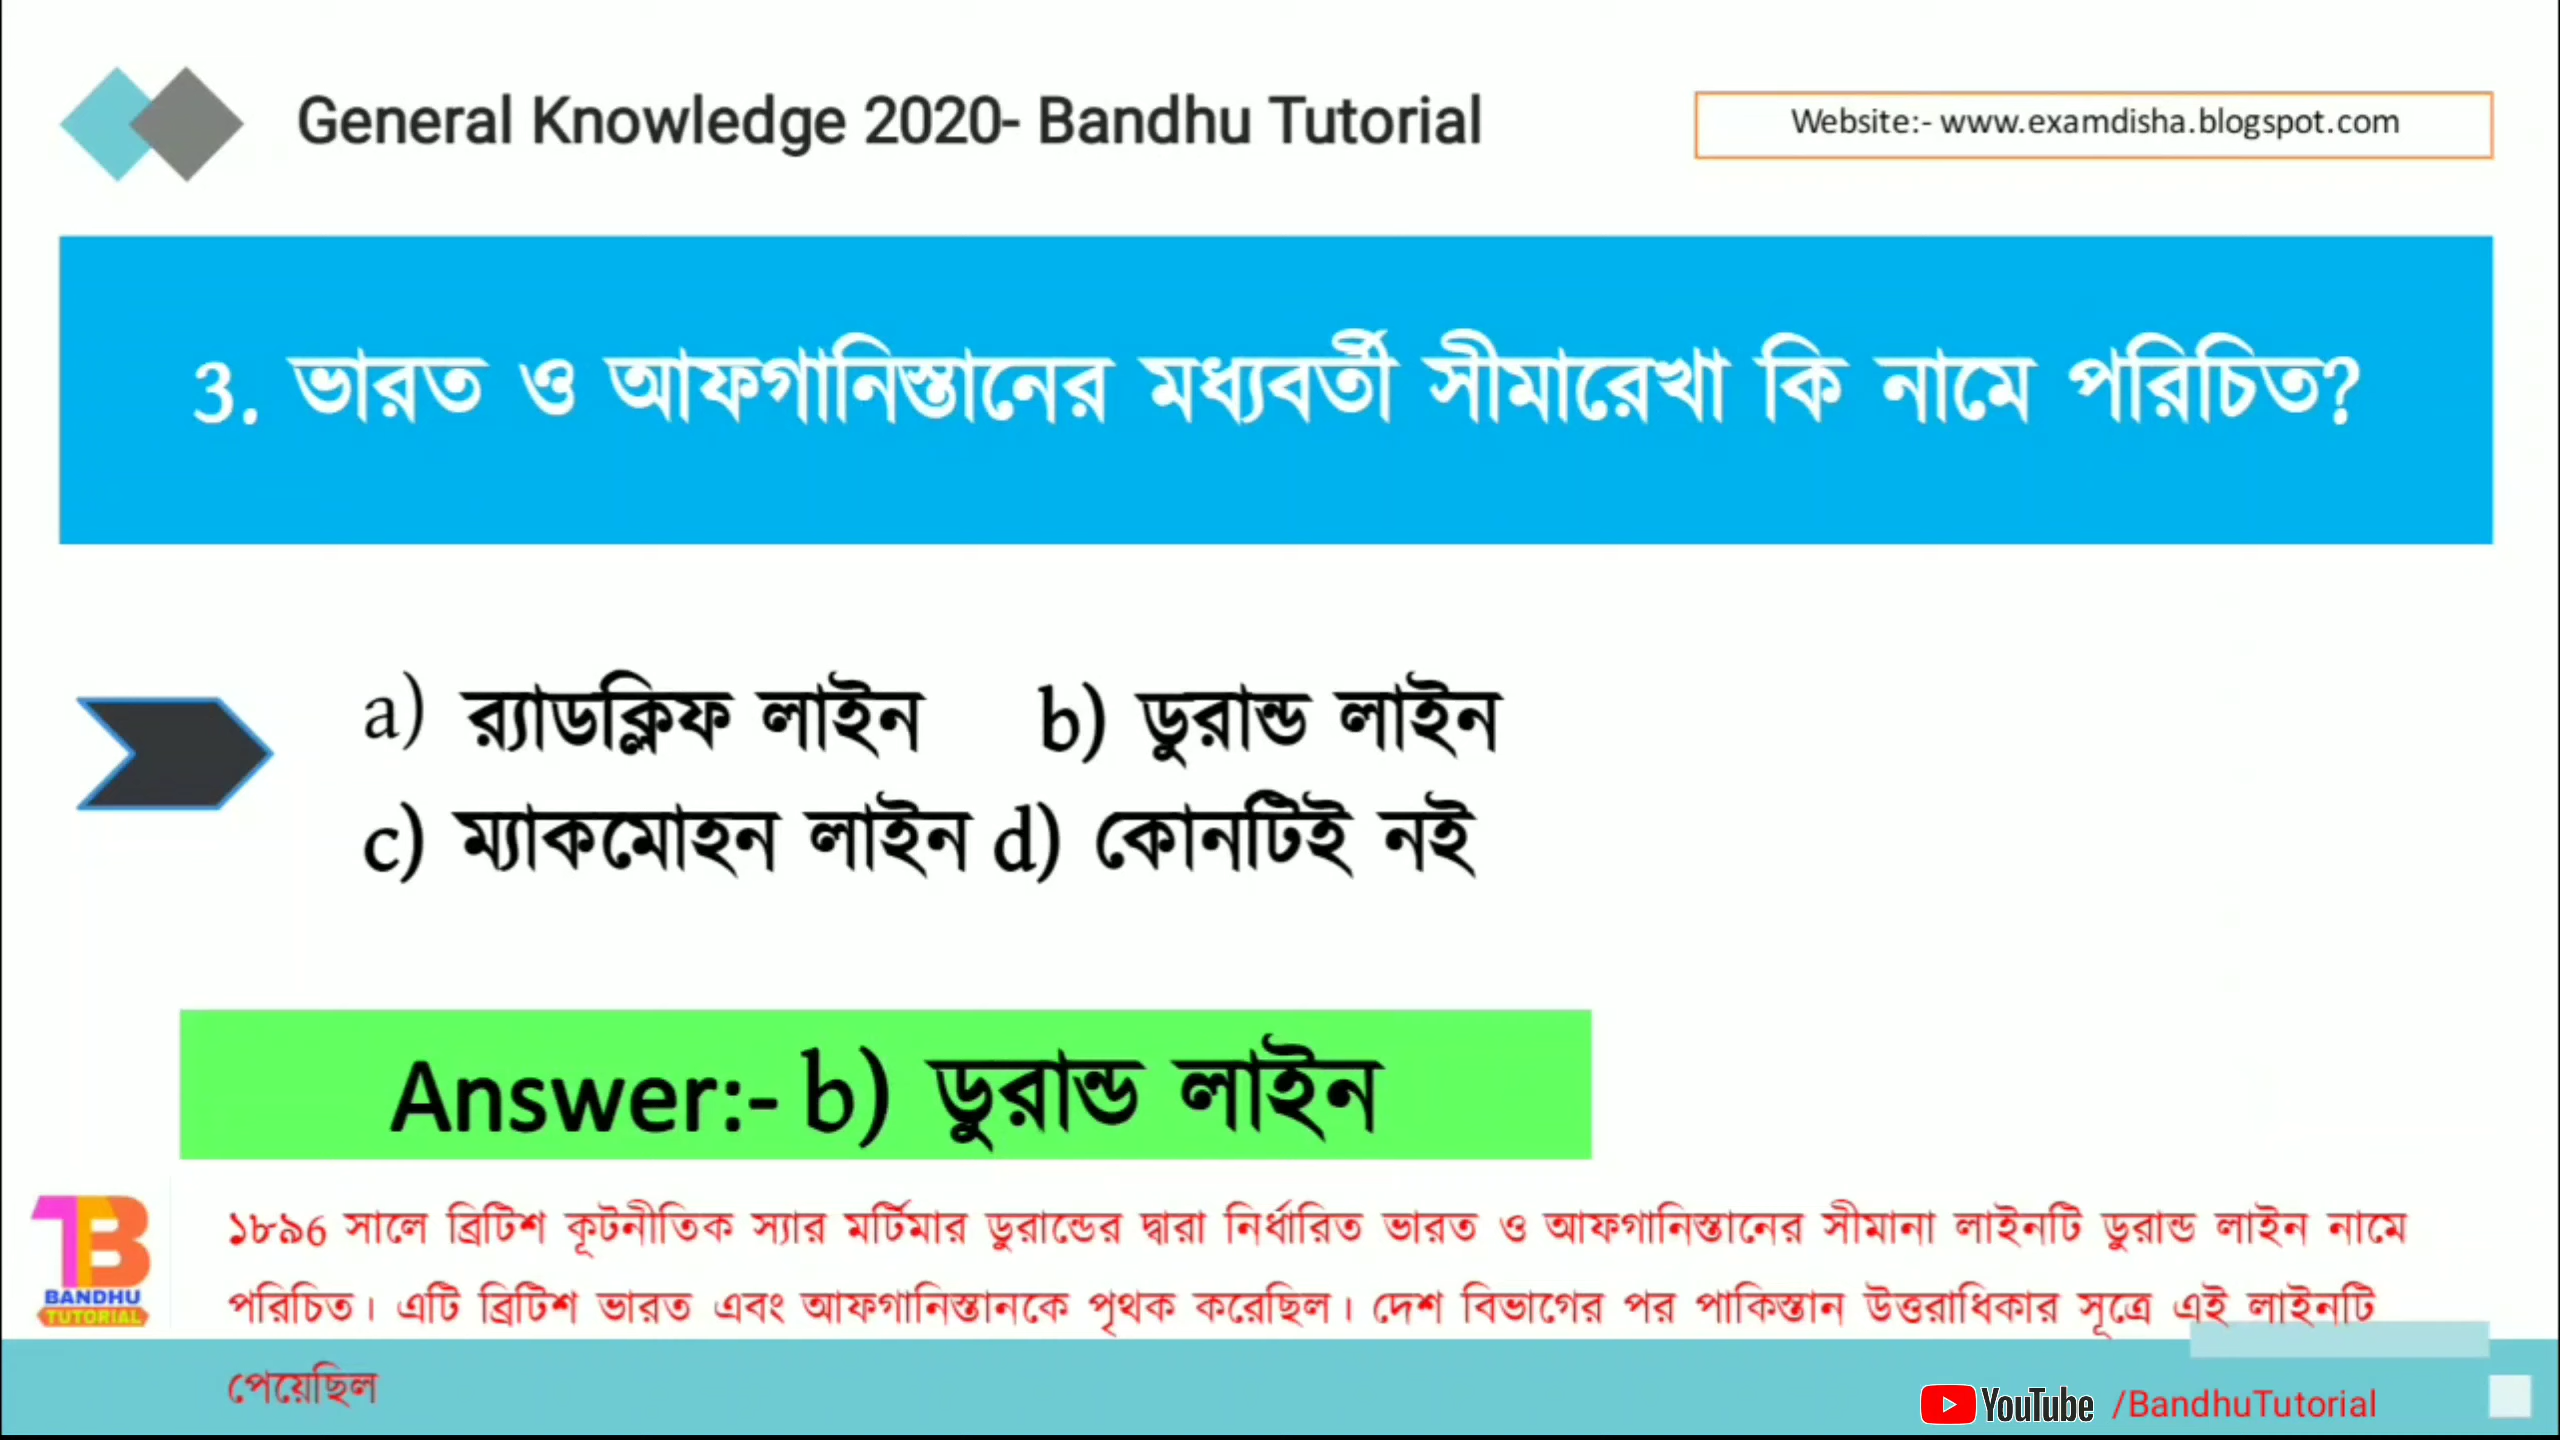 General Knowledge 2020- Bandhu Tutorial
Website:- www.examdisha.blogspot.com
3. ভারত ও আফগানিস্তানের মধ্যবর্তী সীমারেখা কি নামে পরিচিত?
a) র‍্যাডক্লিফ লাইন b) ডুরান্ড লাইন
c) ম্যাকমোহন লাইন d) কোনটিই নই
Answer:- b) ডুরান্ড লাইন
১৮৯6 সালে ব্রিটিশ কূটনীতিক স্যার মর্টিমার ডুরান্ডের দ্বারা নির্ধারিত ভারত ও আফগানিস্তানের সীমানা লাইনটি ডুরান্ড লাইন নামে
পরিচিত। এটি ব্রিটিশ ভারত এবং আফগানিস্তানকে পৃথক করেছিল। দেশ বিভাগের পর পাকিস্তান উত্তরাধিকার সূত্রে এই লাইনটি
পেয়েছিল
TB
BANDHU
TUTORIAL
YouTube /BandhuTutorial